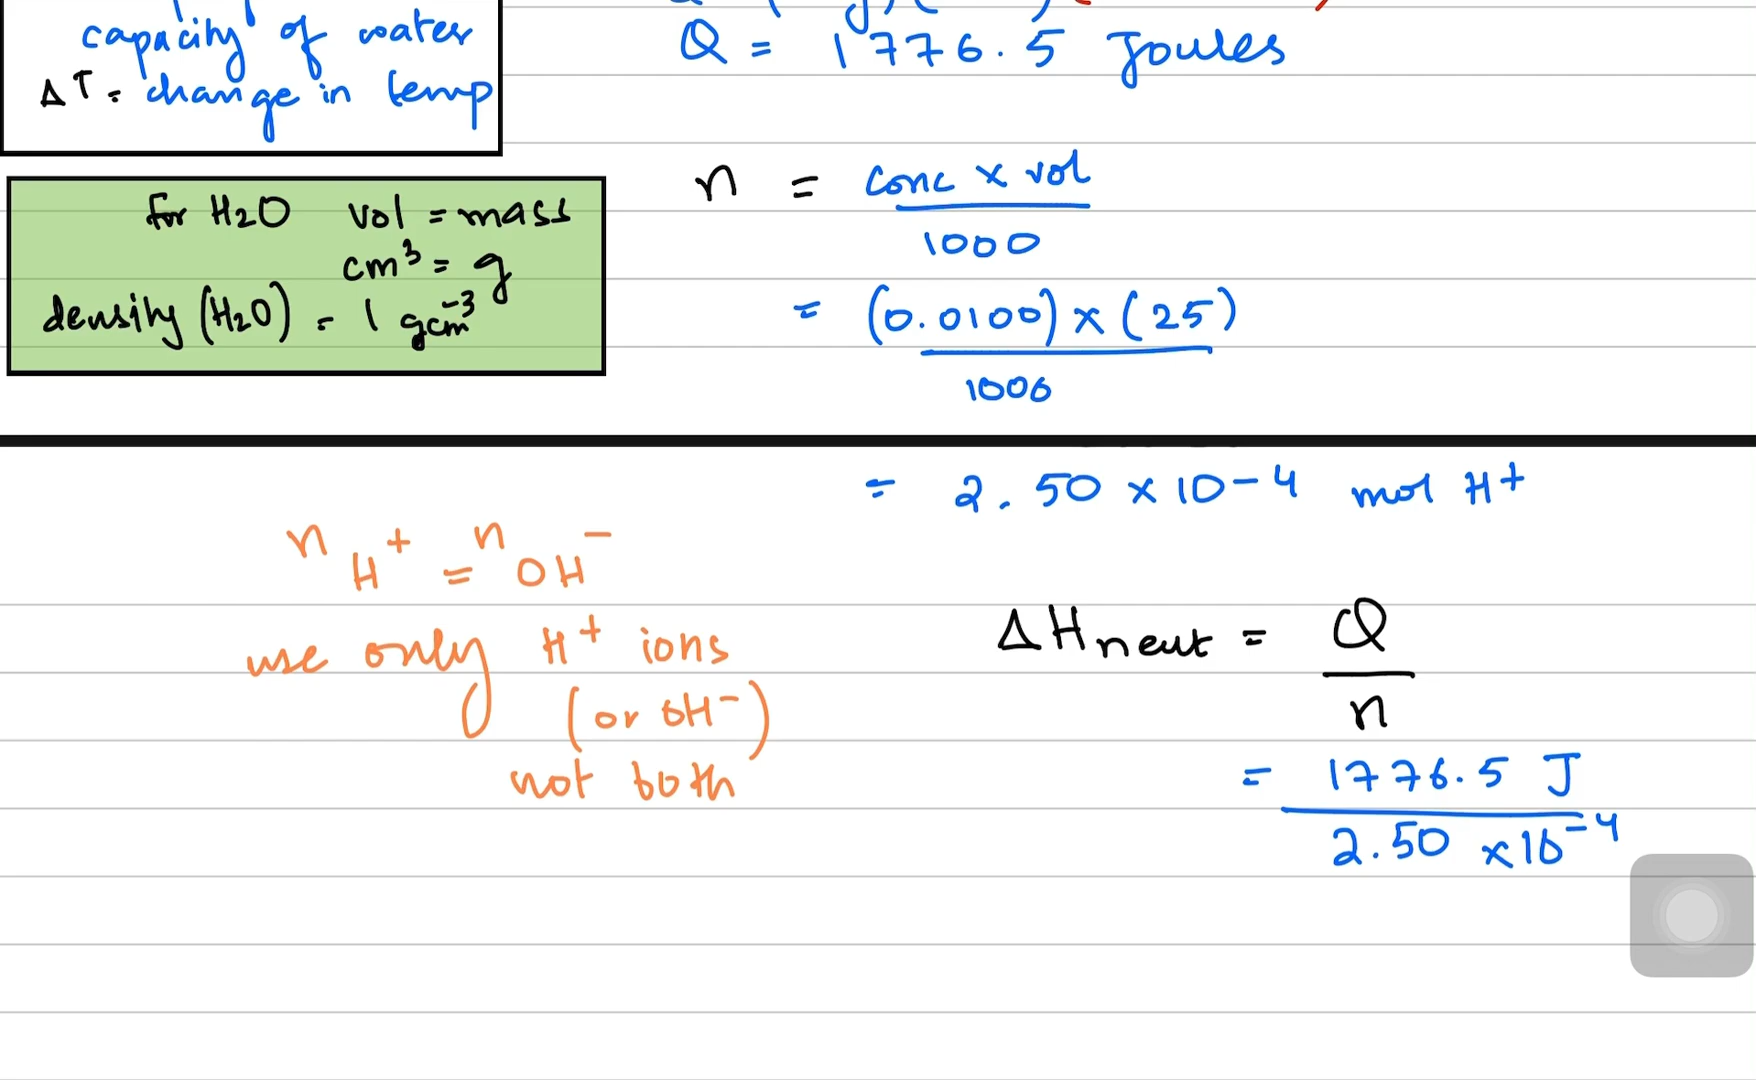 capacity of water
ΔT = change in temp
Q = 1776.5 Joules
for H2O vol = mass
cm³ = g
density (H2O) = 1 gcm⁻³
n = conc × vol
1000
= (0.0100) × (25)
1000
= 2.50 × 10-4 mol H+
n H⁺ = n OH⁻
use only H⁺ ions
(or OH⁻)
not both
ΔHneut = Q
n
= 1776.5 J
2.50 × 10⁻⁴